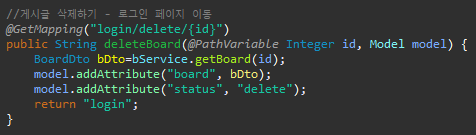 //게시글 삭제하기 - 로그인 페이지 이동
@GetMapping("login/delete/{id}")
public String deleteBoard(@PathVariable Integer id, Model model) {
    BoardDto bDto=bService.getBoard(id);
    model.addAttribute("board", bDto);
    model.addAttribute("status", "delete");
    return "login";
}